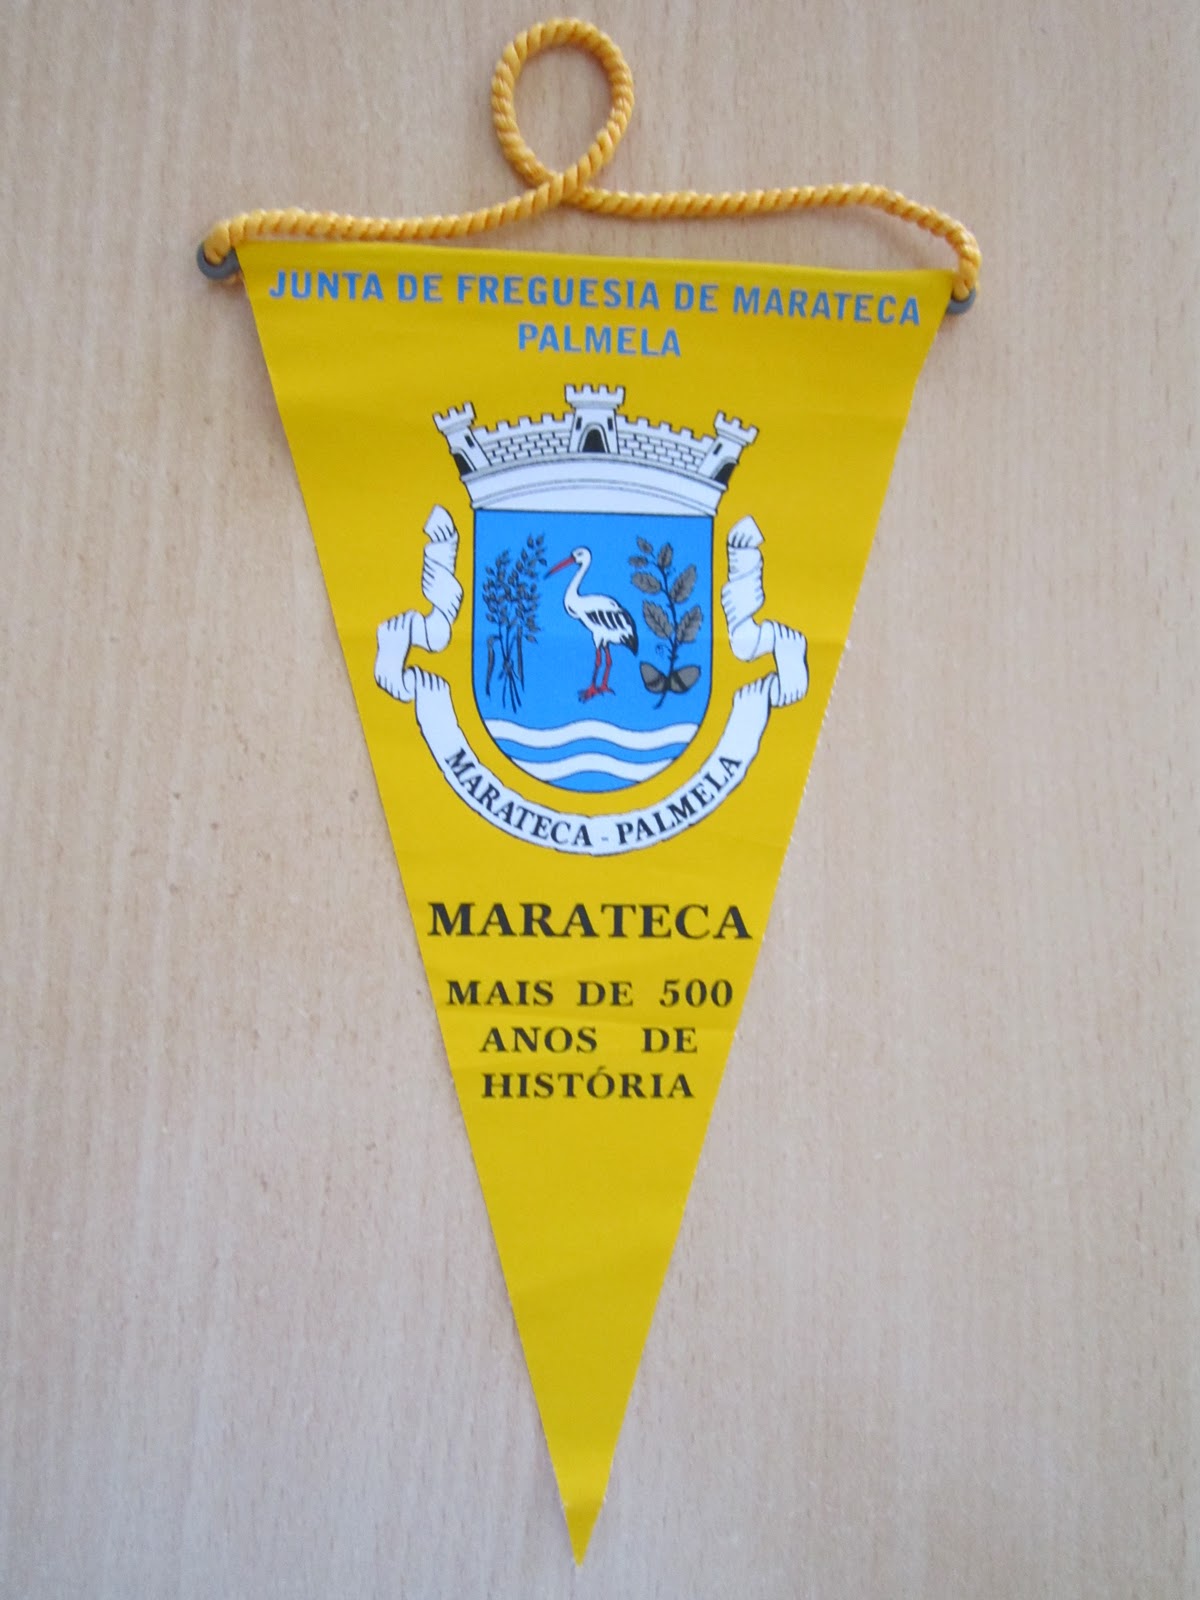 JUNTA DE FREGUESIA DE MARATECA
PALMELA
MARATECA - PALMELA
MARATECA
MAIS DE 500
ANOS DE
HISTÓRIA